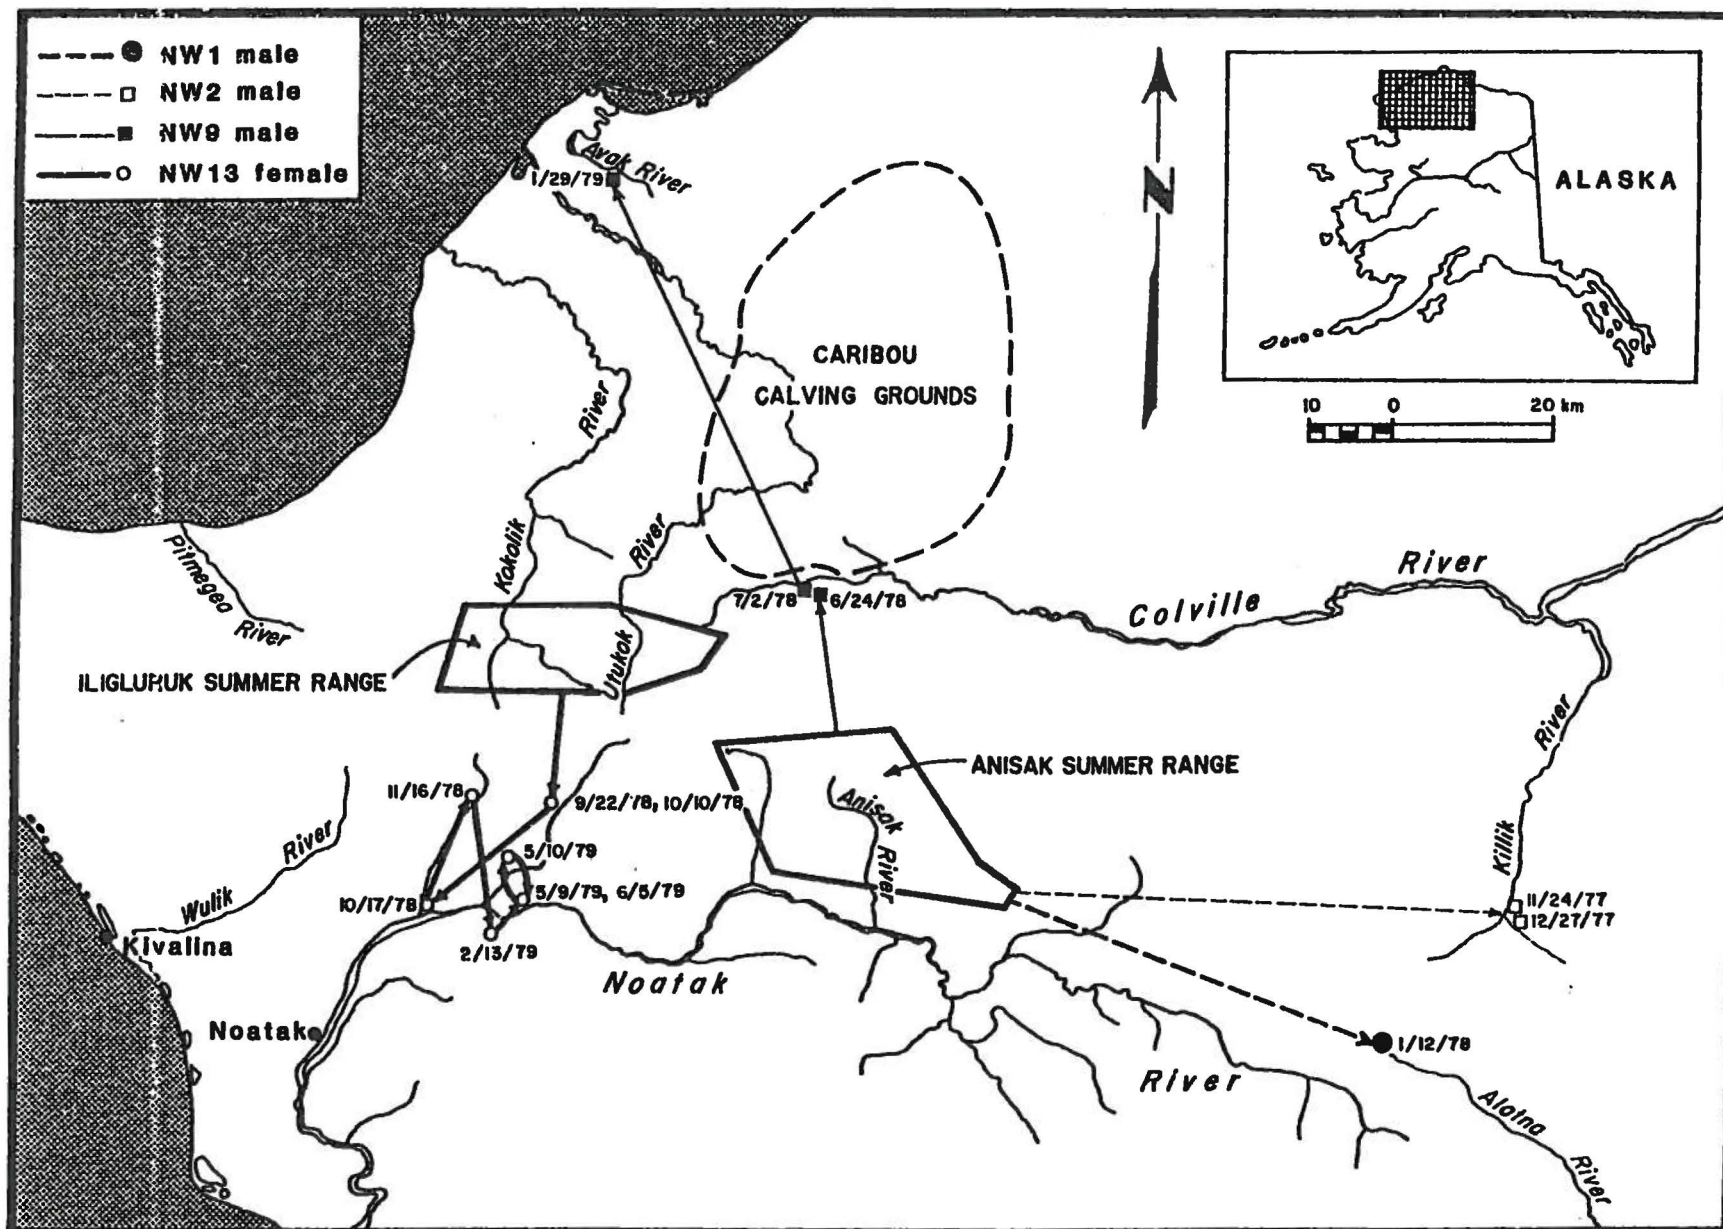 NW1 male
NW2 male
NW9 male
NW13 female
ALASKA
N
10 0 20 km
Avak River
1/29/79
CARIBOU
CALVING GROUNDS
River
Kokolik
River
Utukok
Pitmegea
River
7/2/78
6/24/78
Colville
River
ILIGLURUK SUMMER RANGE
ANISAK SUMMER RANGE
Anisak
River
Killik
River
11/16/78
9/22/78, 10/10/78
5/10/79
5/9/79, 6/5/79
10/17/78
2/13/79
11/24/77
12/27/77
Wulik
River
Kivalina
Noatak
Noatak
River
1/12/78
Alatna
River